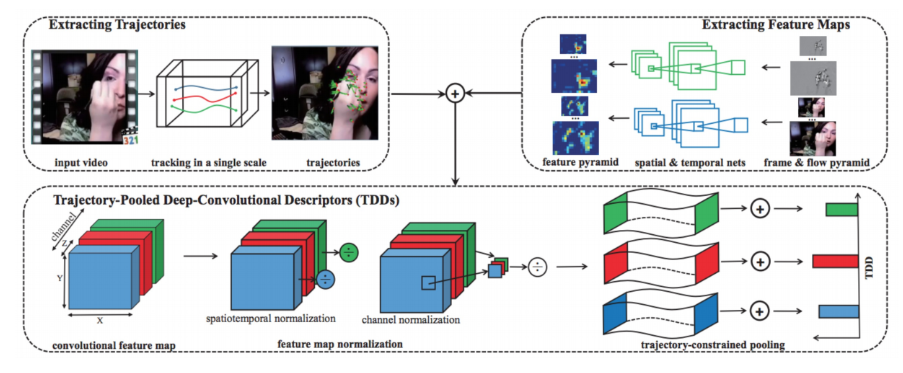 Extracting Trajectories
input video
tracking in a single scale
trajectories
321
Extracting Feature Maps
...
...
...
...
feature pyramid
spatial & temporal nets
frame & flow pyramid
Trajectory-Pooled Deep-Convolutional Descriptors (TDDs)
channel
Z
Y
X
convolutional feature map
spatiotemporal normalization
channel normalization
feature map normalization
trajectory-constrained pooling
TDD